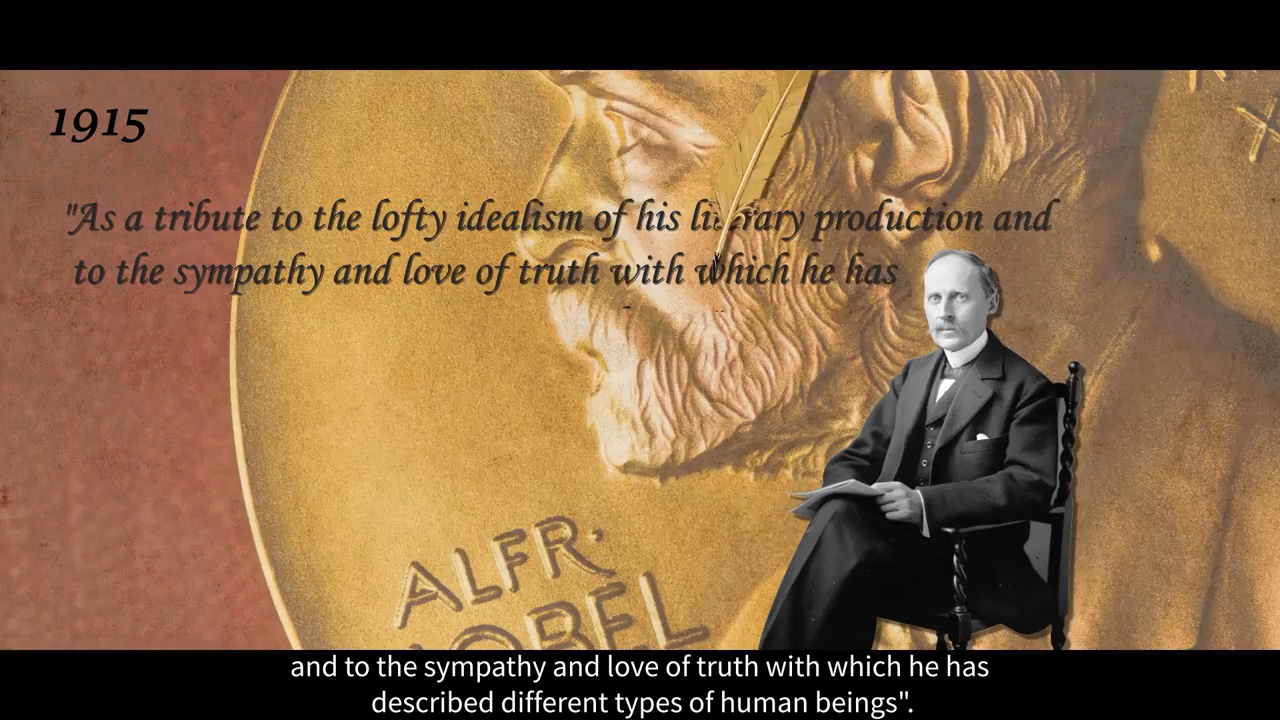 1915
"As a tribute to the lofty idealism of his literary production and
to the sympathy and love of truth with which he has
ALFR.
NOBEL
and to the sympathy and love of truth with which he has
described different types of human beings".